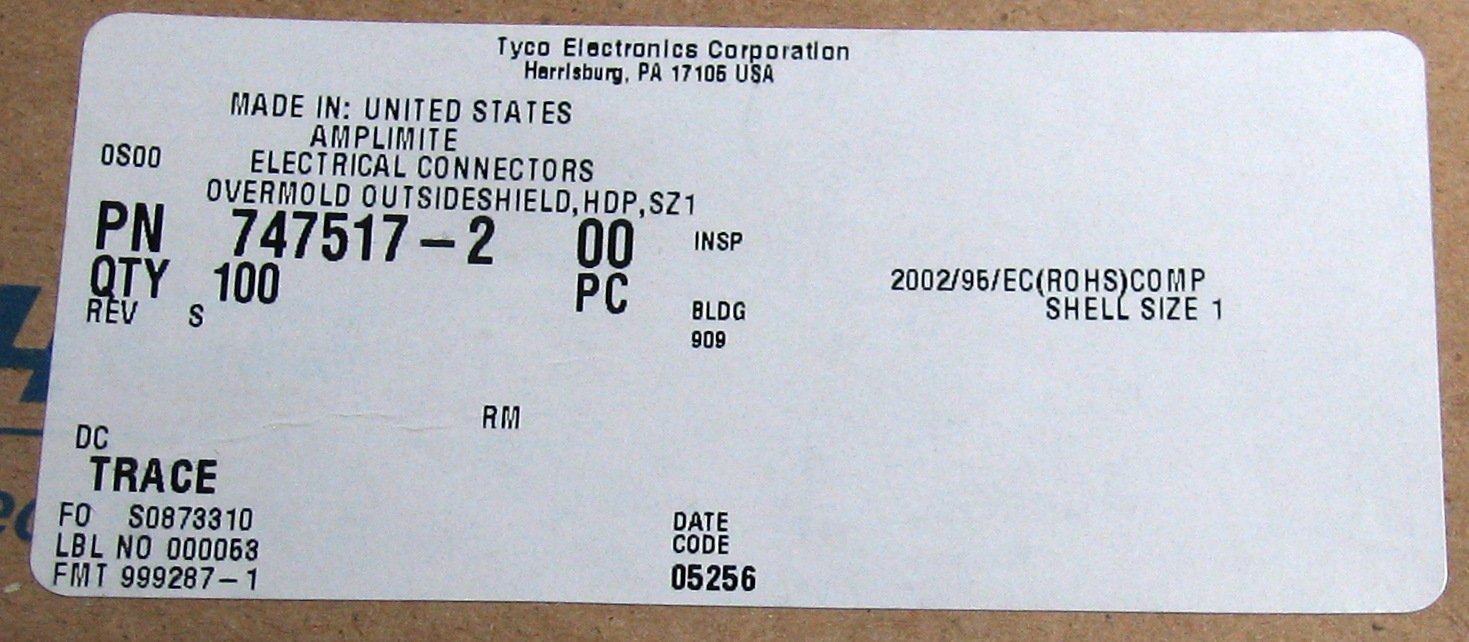 Tyco Electronics Corporation
Harrisburg, PA 17105 USA
MADE IN: UNITED STATES
AMPLIMITE
0S00 ELECTRICAL CONNECTORS
OVERMOLD OUTSIDESHIELD,HDP,SZ1
PN 747517-2 00 INSP
QTY 100 PC
2002/95/EC(ROHS)COMP
REV S BLDG
SHELL SIZE 1
909
RM
DC
TRACE
FO S0873310
LBL NO 000053
FMT 999287-1
DATE
CODE
05256